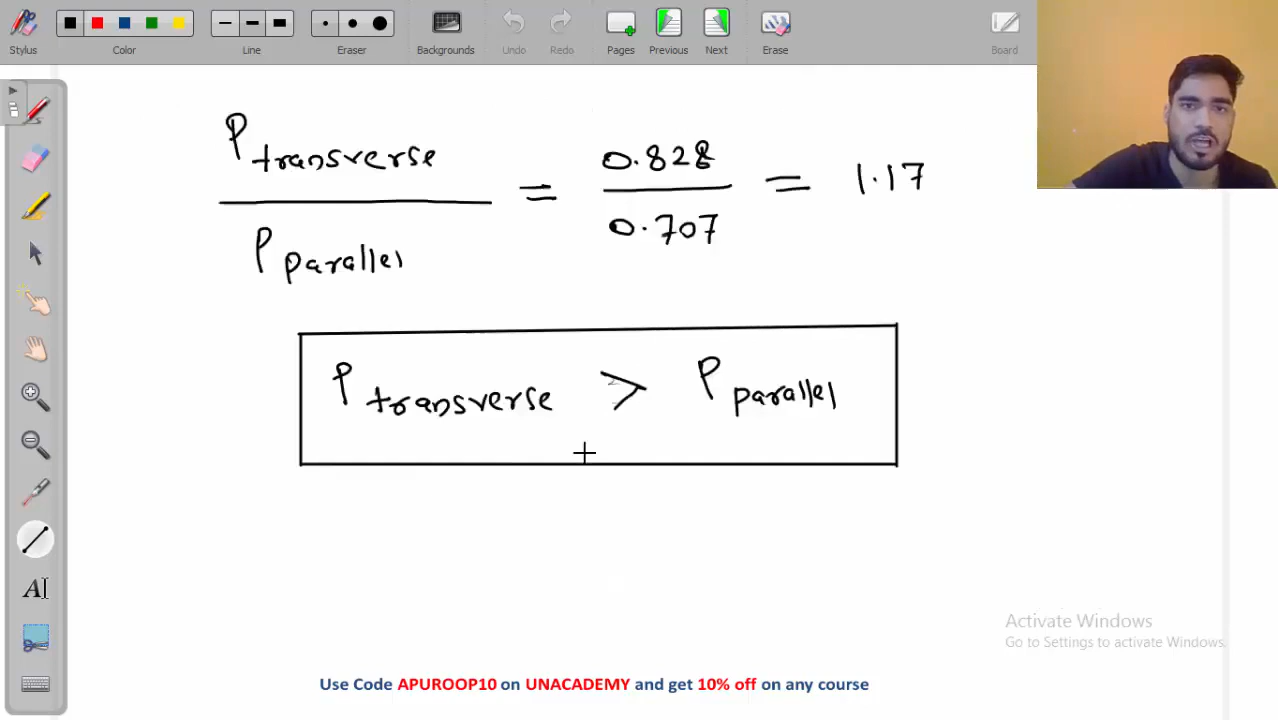 Stylus
Color
Line
Eraser
Backgrounds
Undo
Redo
Pages
Previous
Next
Erase
Board
P transverse
P parallel
= 0.828 / 0.707 = 1.17
P transverse > P parallel
AI
Activate Windows
Go to Settings to activate Windows.
Use Code APUROOP10 on UNACADEMY and get 10% off on any course